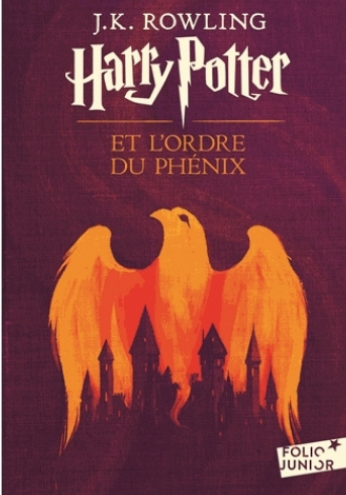 J.K. ROWLING
Harry Potter
ET L'ORDRE
DU PHÉNIX
FOLIO
JUNIOR